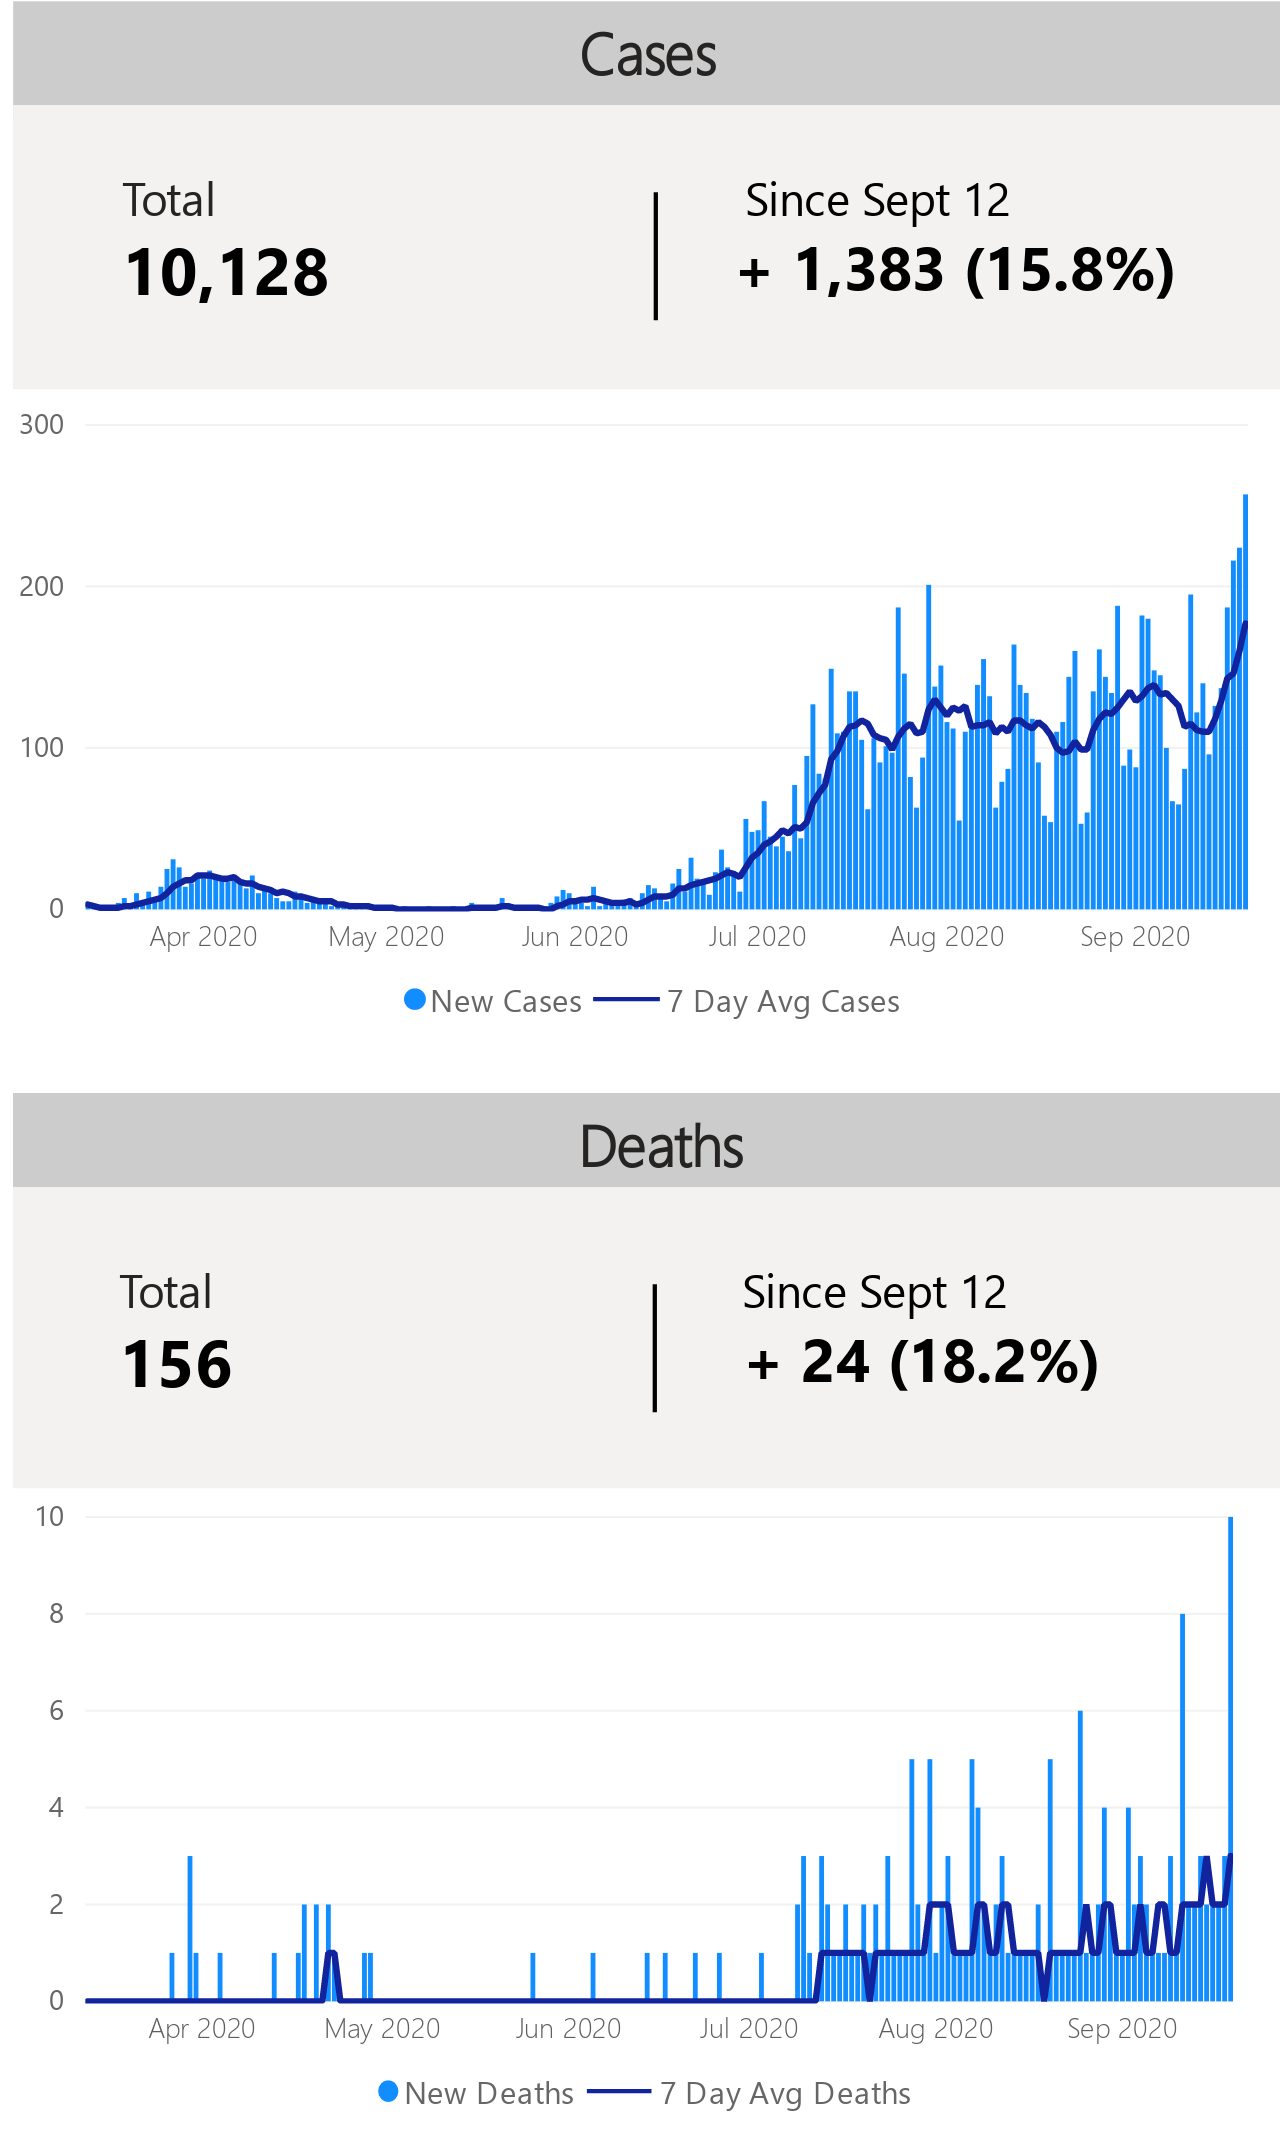 Cases
Total
Since Sept 12
10,128
+ 1,383 (15.8%)
300
200
100
0
Apr 2020
May 2020
Jun 2020
Jul 2020
Aug 2020
Sep 2020
New Cases
7 Day Avg Cases
Deaths
Total
Since Sept 12
156
+ 24 (18.2%)
10
8
6
4
2
0
Apr 2020
May 2020
Jun 2020
Jul 2020
Aug 2020
Sep 2020
New Deaths
7 Day Avg Deaths